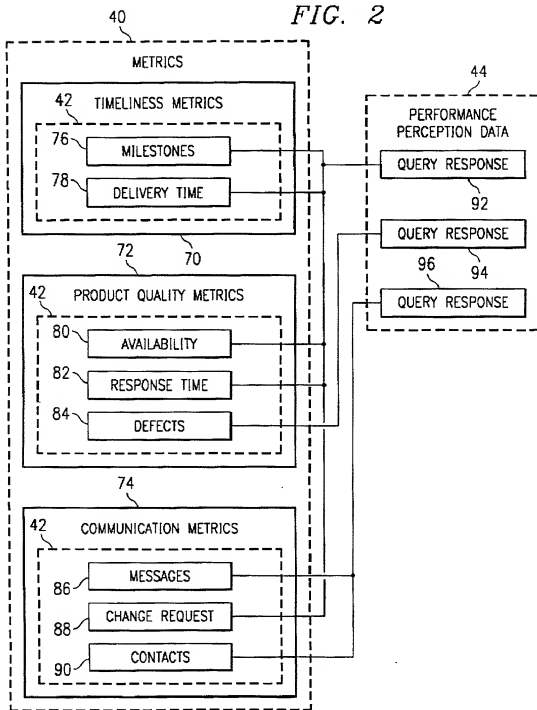 FIG. 2
40
METRICS
42
TIMELINESS METRICS
76
MILESTONES
78
DELIVERY TIME
70
72
42
PRODUCT QUALITY METRICS
80
AVAILABILITY
82
RESPONSE TIME
84
DEFECTS
74
42
COMMUNICATION METRICS
86
MESSAGES
88
CHANGE REQUEST
90
CONTACTS
44
PERFORMANCE
PERCEPTION DATA
QUERY RESPONSE
92
QUERY RESPONSE
94
96
QUERY RESPONSE